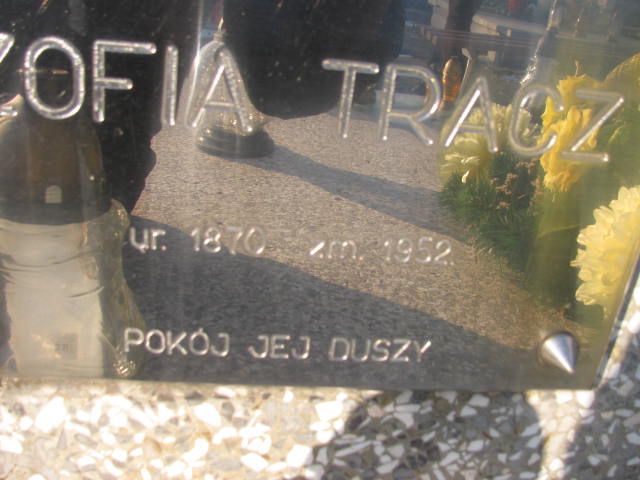 ZOFIA TRACZ
ur. 1870 zm. 1952
POKÓJ JEJ DUSZY